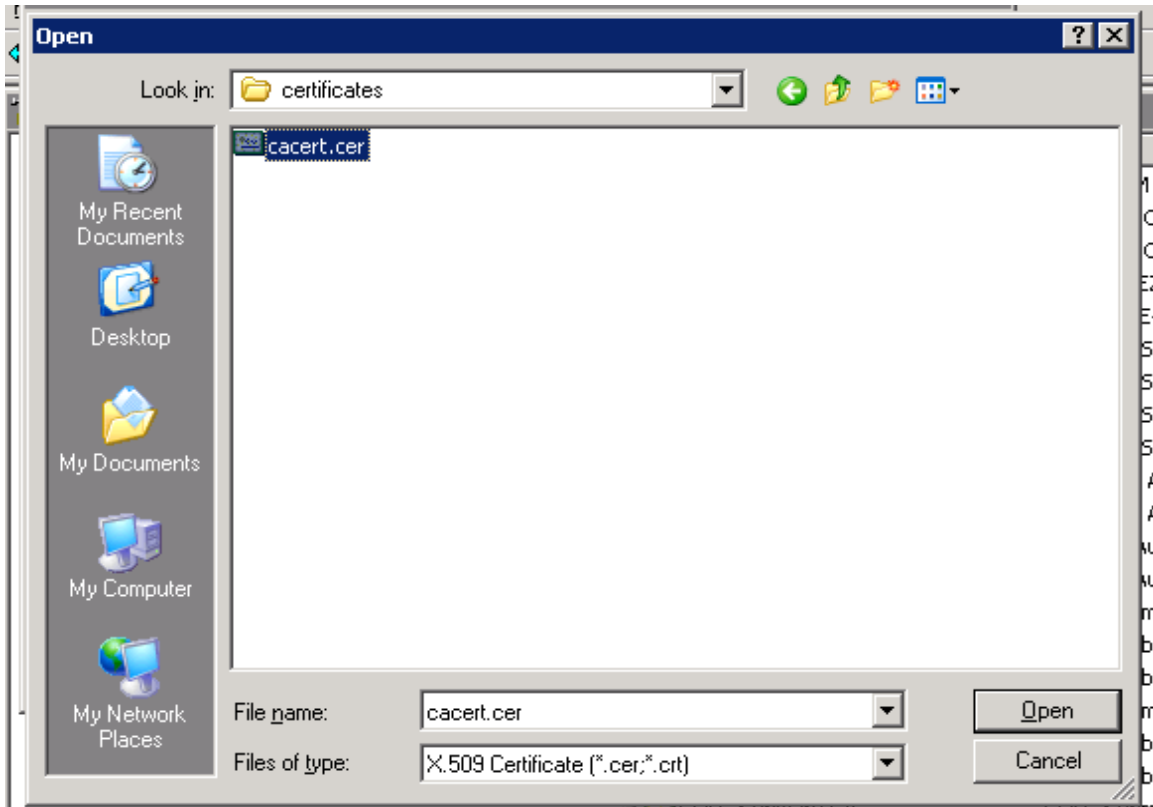 Open
Look in:
certificates
cacert.cer
My Recent
Documents
Desktop
My Documents
My Computer
My Network
Places
File name:
cacert.cer
Open
Files of type:
X.509 Certificate (*.cer;*.crt)
Cancel